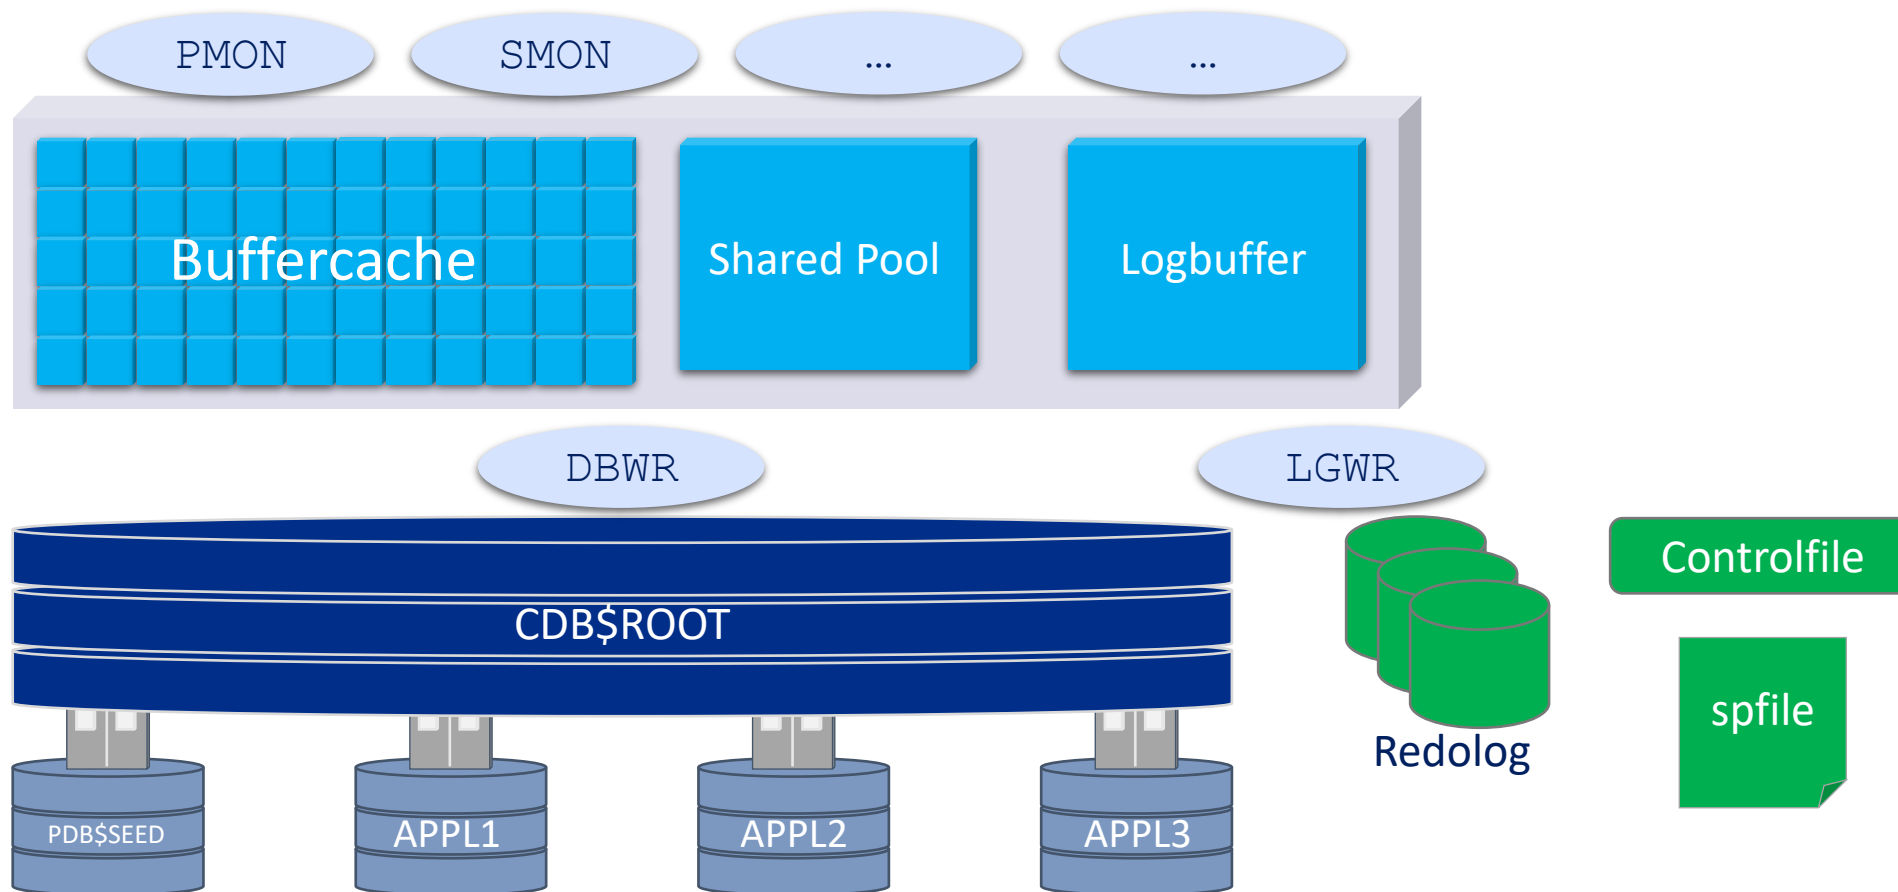 PMON
SMON
...
...
Buffercache
Shared Pool
Logbuffer
DBWR
LGWR
CDB$ROOT
Controlfile
spfile
Redolog
PDB$SEED
APPL1
APPL2
APPL3